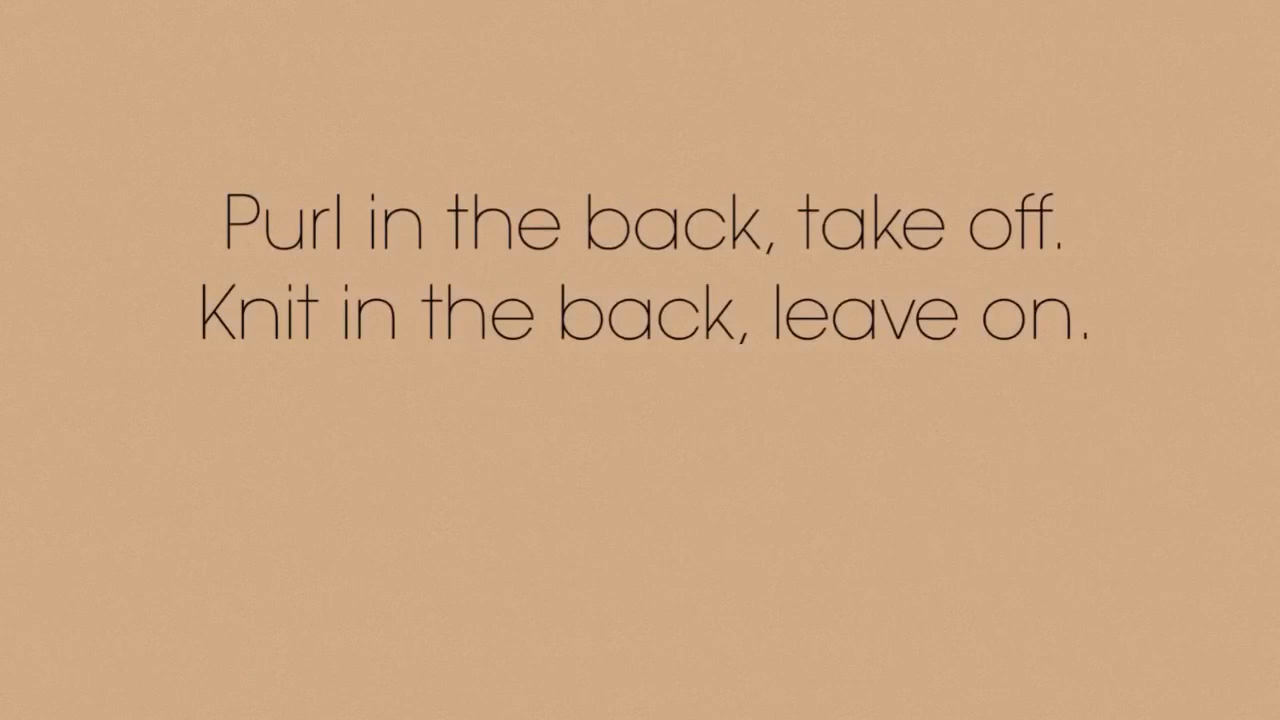 Purl in the back, take off.
Knit in the back, leave on.